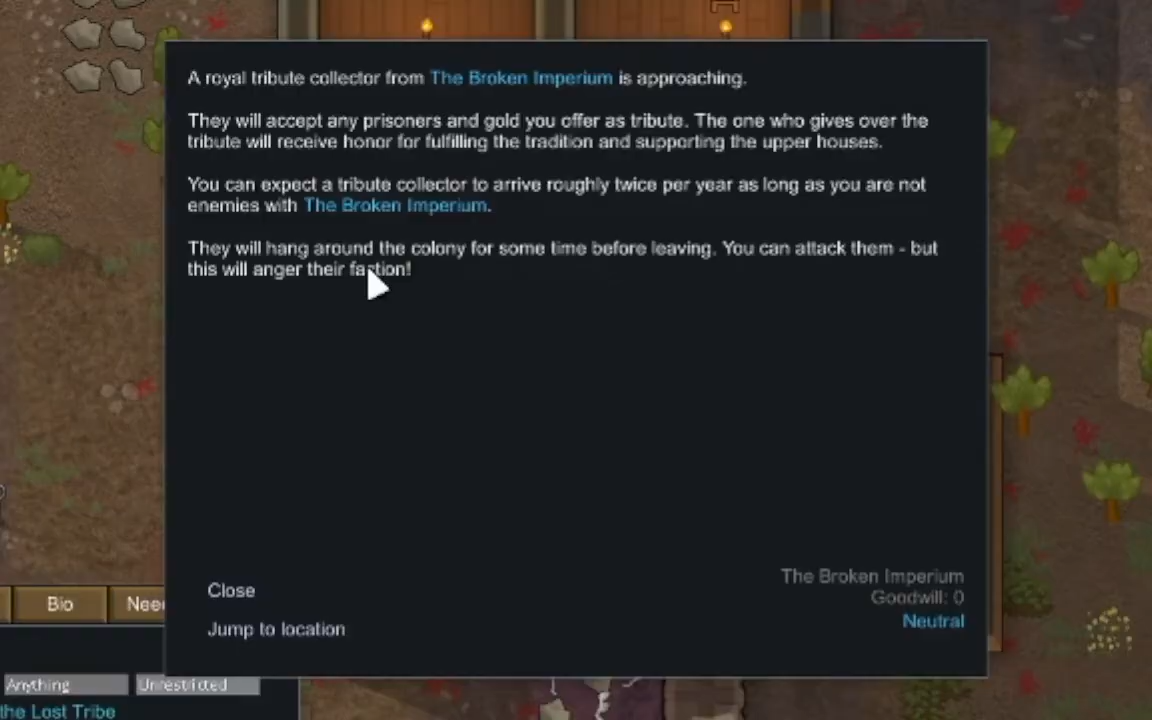 A royal tribute collector from The Broken Imperium is approaching.
They will accept any prisoners and gold you offer as tribute. The one who gives over the
tribute will receive honor for fulfilling the tradition and supporting the upper houses.
You can expect a tribute collector to arrive roughly twice per year as long as you are not
enemies with The Broken Imperium.
They will hang around the colony for some time before leaving. You can attack them - but
this will anger their faction!
The Broken Imperium
Close
Goodwill: 0
Bio
Nee
Neutral
Jump to location
Anything
Unrestricted
the Lost Tribe